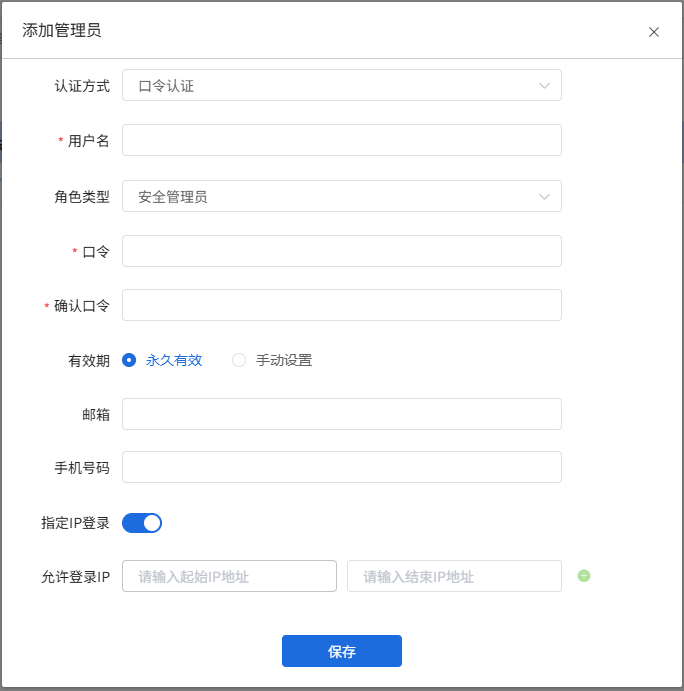 添加管理员
认证方式 口令认证
* 用户名
角色类型 安全管理员
* 口令
* 确认口令
有效期 永久有效 手动设置
邮箱
手机号码
指定IP登录
允许登录IP 请输入起始IP地址 请输入结束IP地址
保存